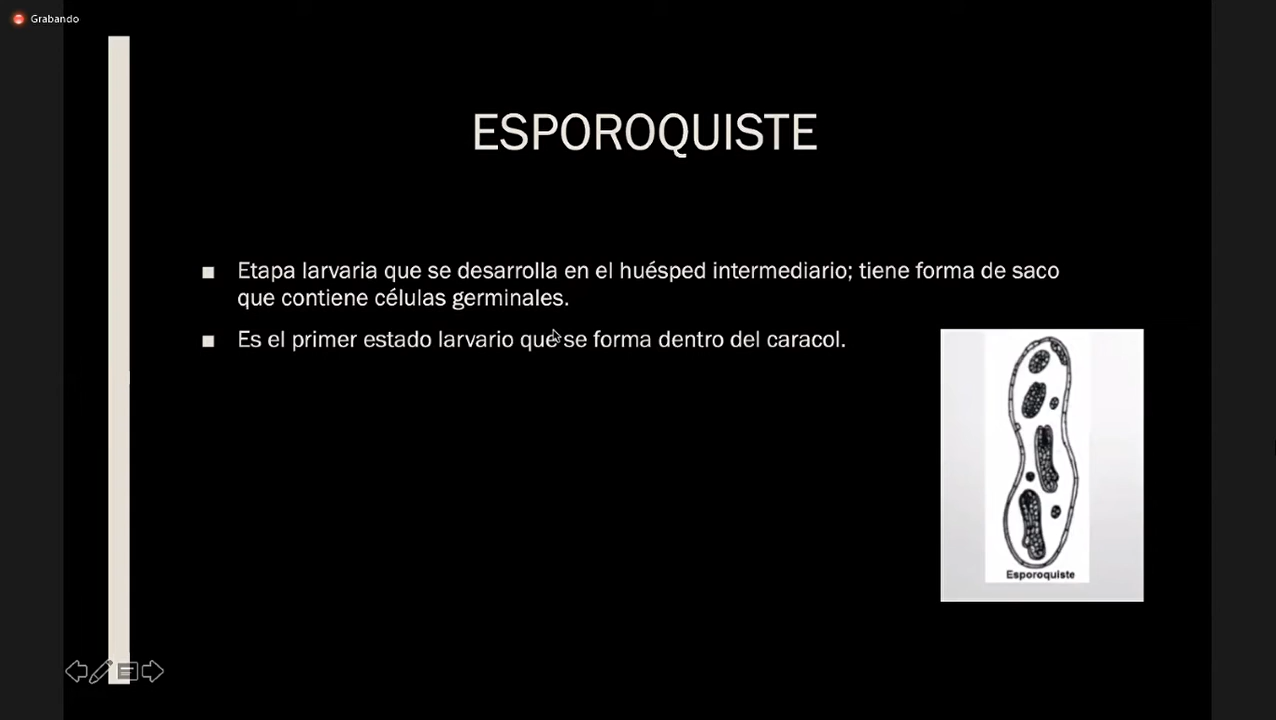 Grabando
ESPOROQUISTE
▪ Etapa larvaria que se desarrolla en el huésped intermediario; tiene forma de saco
que contiene células germinales.
▪ Es el primer estado larvario que se forma dentro del caracol.
Esporoquiste